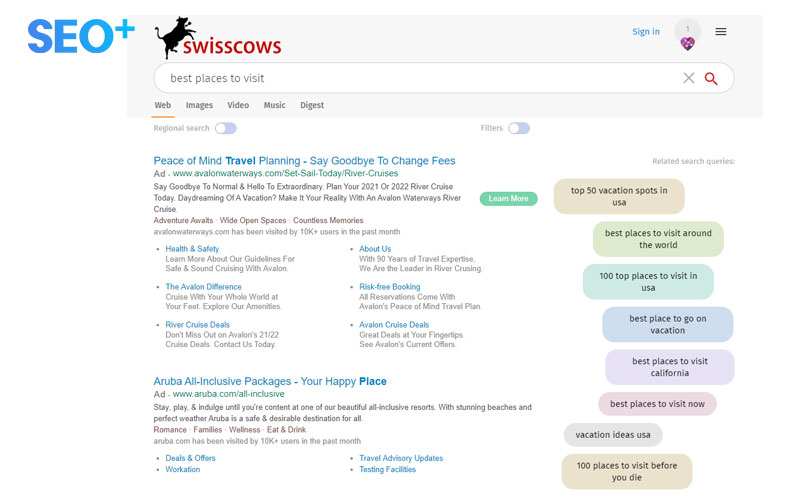 SEO+
swisscows
Sign in
1
best places to visit
Web Images Video Music Digest
Regional search
Filters
Peace of Mind Travel Planning - Say Goodbye To Change Fees
Ad - www.avalonwaterways.com/Set-Sail-Today/River-Cruises
Say Goodbye To Normal & Hello To Extraordinary. Plan Your 2021 Or 2022 River Cruise
Today. Daydreaming Of A Vacation? Make It Your Reality With An Avalon Waterways River
Cruise.
Learn More
Adventure Awaits · Wide Open Spaces · Countless Memories
avalonwaterways.com has been visited by 10K+ users in the past month
Health & Safety
Learn More About Our Guidelines For
Safe & Sound Cruising With Avalon.
About Us
With 90 Years of Travel Expertise,
We Are the Leader in River Crusing.
The Avalon Difference
Cruise With Your Whole World at
Your Feet. Explore Our Amenities.
Risk-free Booking
All Reservations Come With
Avalon's Peace of Mind Travel Plan.
River Cruise Deals
Don't Miss Out on Avalon's 21/22
Cruise Deals. Contact Us Today.
Avalon Cruise Deals
Great Deals at Your Fingertips.
See Avalon's Current Offers.
Aruba All-Inclusive Packages - Your Happy Place
Ad - www.aruba.com/all-inclusive
Stay, play, & indulge until you're content at one of our beautiful all-inclusive resorts. With stunning beaches and
perfect weather Aruba is a safe & desirable destination for all.
Romance · Families · Wellness · Eat & Drink
aruba.com has been visited by 10K+ users in the past month
Deals & Offers
Workation
Travel Advisory Updates
Testing Facilities
Related search queries:
top 50 vacation spots in
usa
best places to visit around
the world
100 top places to visit in
usa
best place to go on
vacation
best places to visit
california
best places to visit now
vacation ideas usa
100 places to visit before
you die